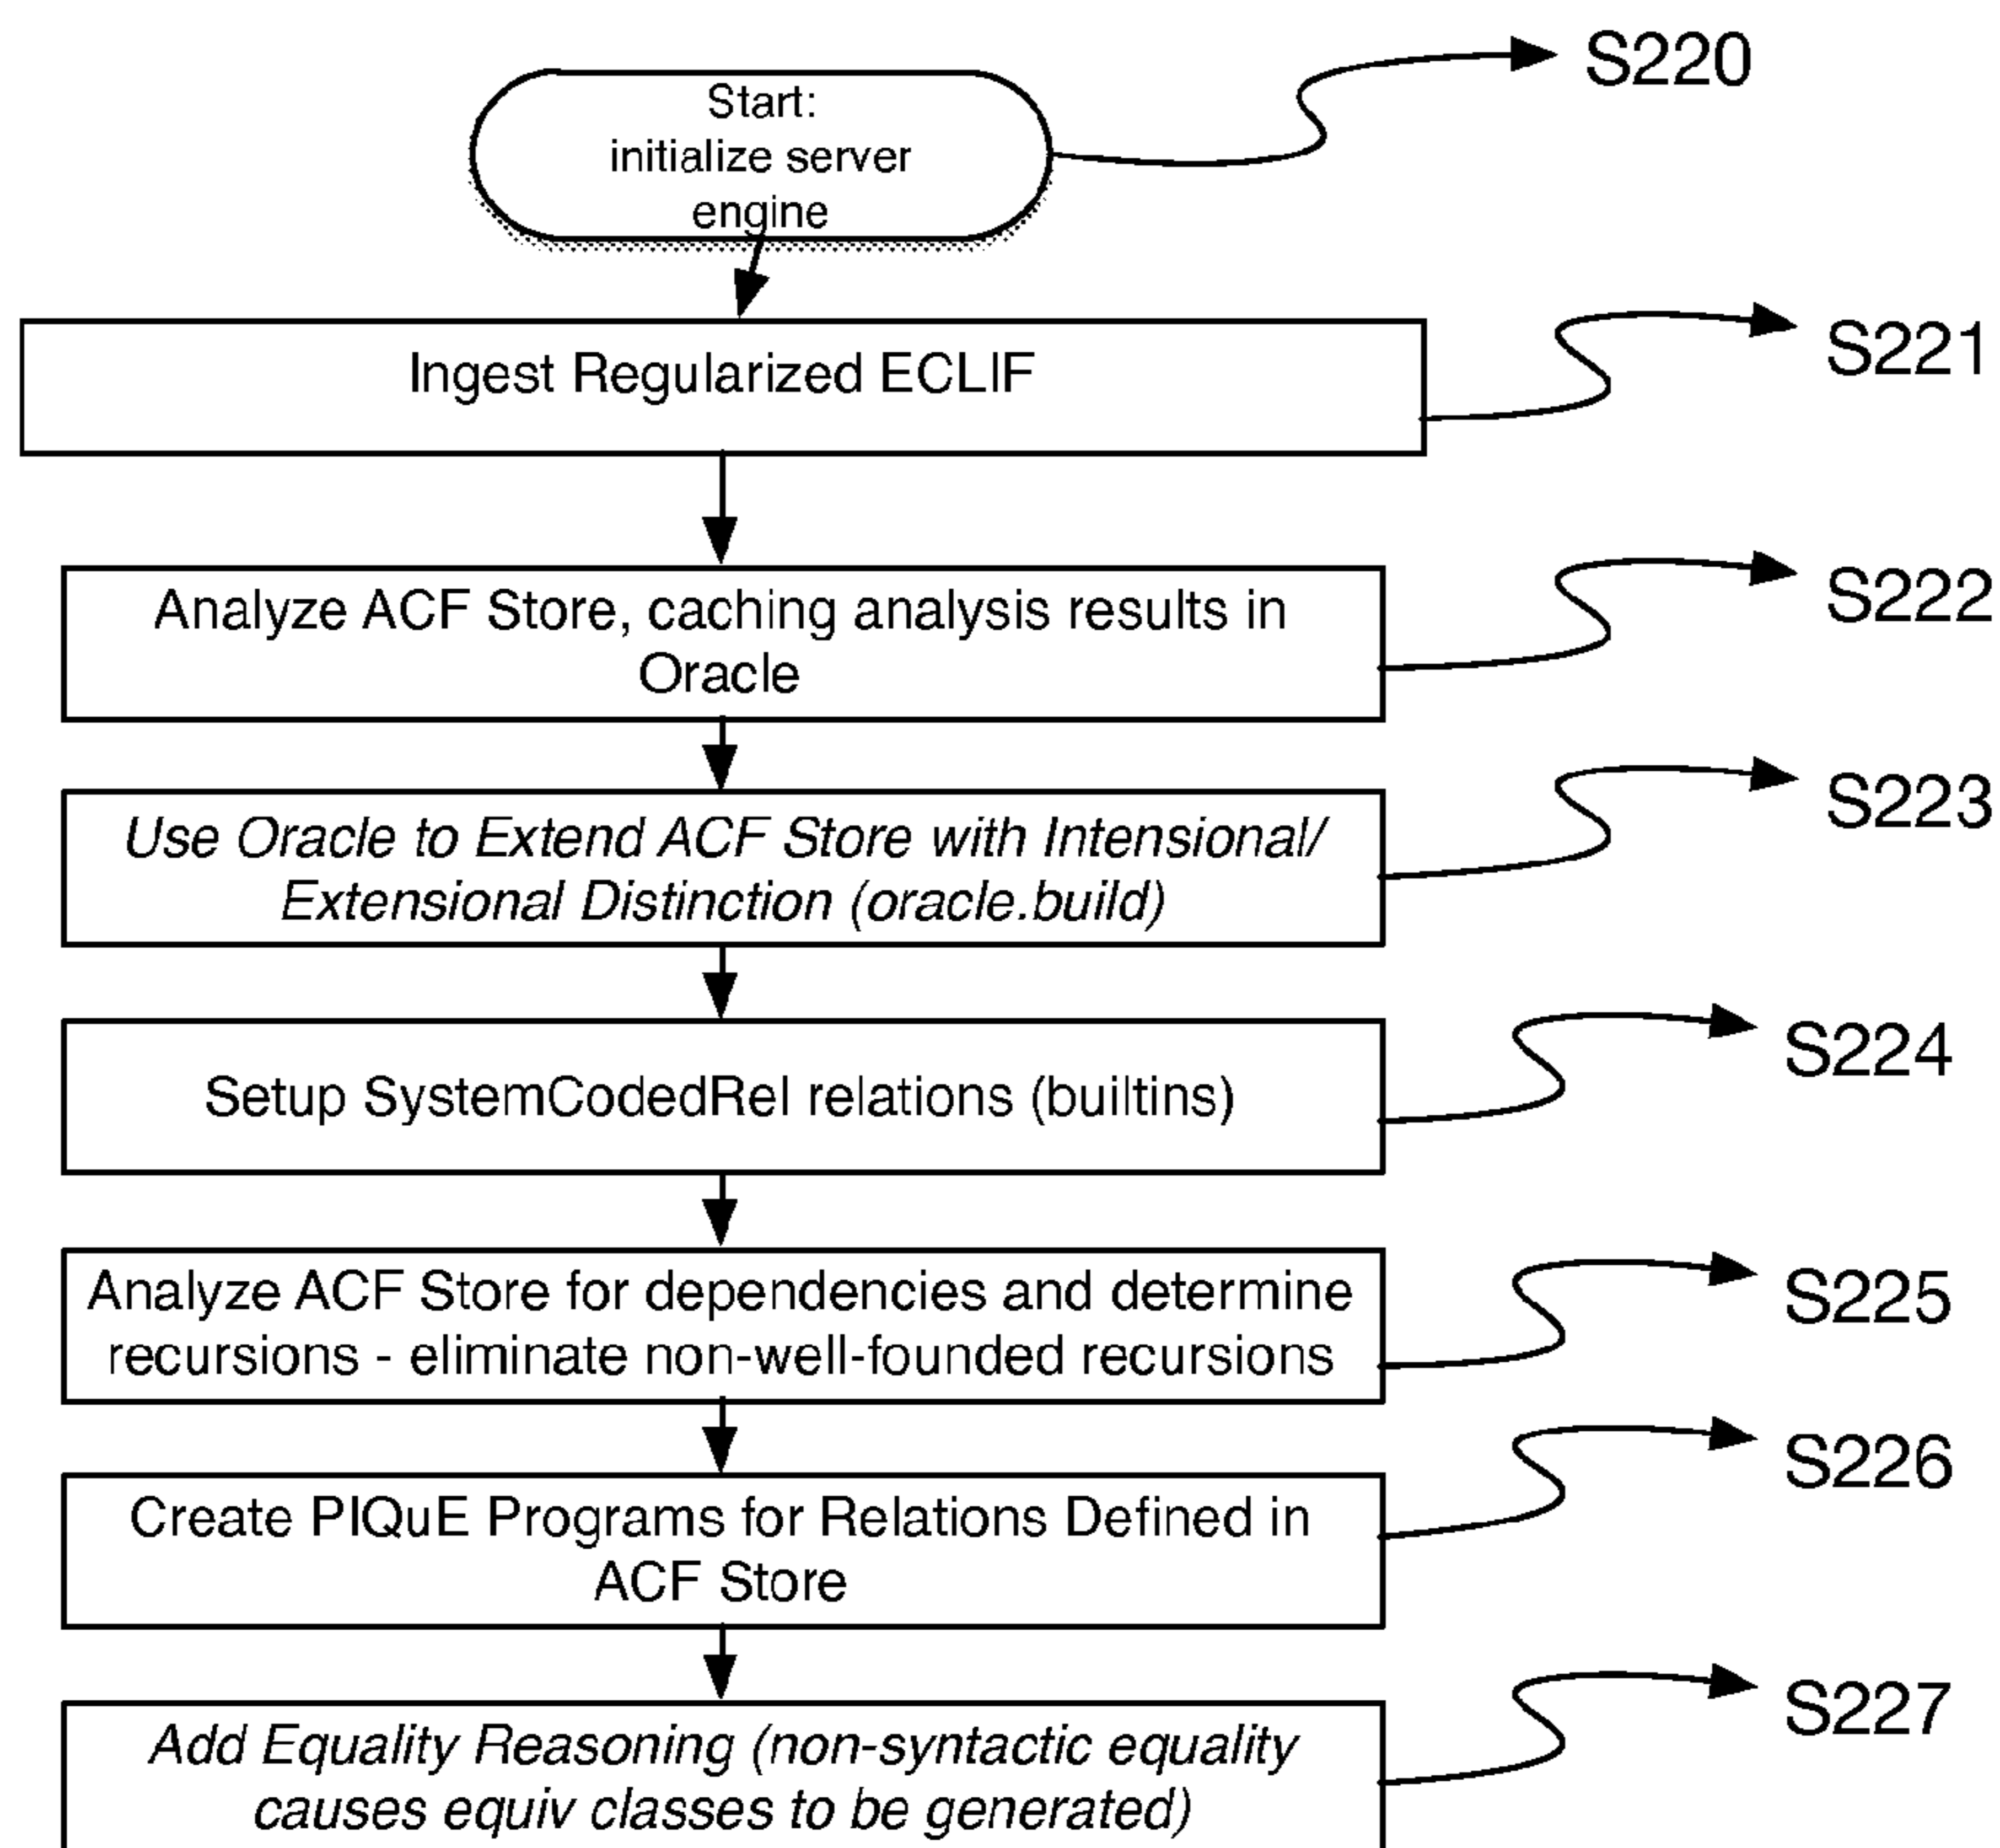 Start:
initialize server
engine
S220
Ingest Regularized ECLIF
S221
Analyze ACF Store, caching analysis results in
Oracle
S222
Use Oracle to Extend ACF Store with Intensional/
Extensional Distinction (oracle.build)
S223
Setup SystemCodedRel relations (builtins)
S224
Analyze ACF Store for dependencies and determine
recursions - eliminate non-well-founded recursions
S225
Create PIQuE Programs for Relations Defined in
ACF Store
S226
Add Equality Reasoning (non-syntactic equality
causes equiv classes to be generated)
S227